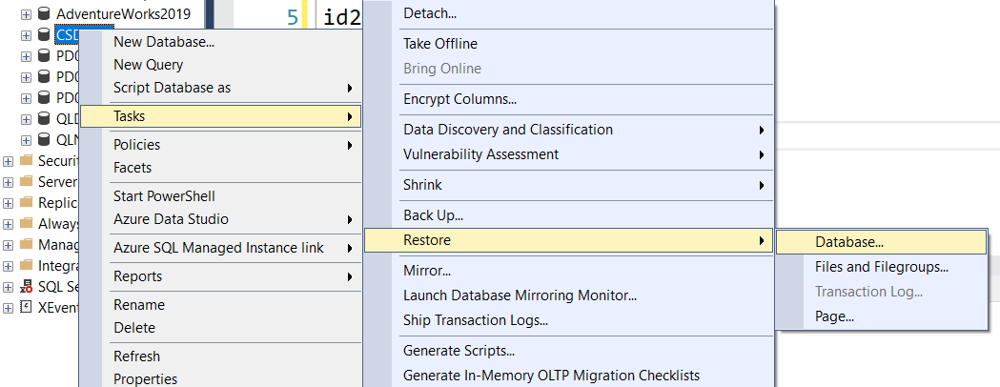 AdventureWorks2019
5 id2
CSD
PD0
PD0
PD0
QLD
QLN
Securit
Server
Replic
Always
Manag
Integra
SQL Se
XEvent
New Database...
New Query
Script Database as
Tasks
Policies
Facets
Start PowerShell
Azure Data Studio
Azure SQL Managed Instance link
Reports
Rename
Delete
Refresh
Properties
Detach...
Take Offline
Bring Online
Encrypt Columns...
Data Discovery and Classification
Vulnerability Assessment
Shrink
Back Up...
Restore
Mirror...
Launch Database Mirroring Monitor...
Ship Transaction Logs...
Generate Scripts...
Generate In-Memory OLTP Migration Checklists
Database...
Files and Filegroups...
Transaction Log...
Page...